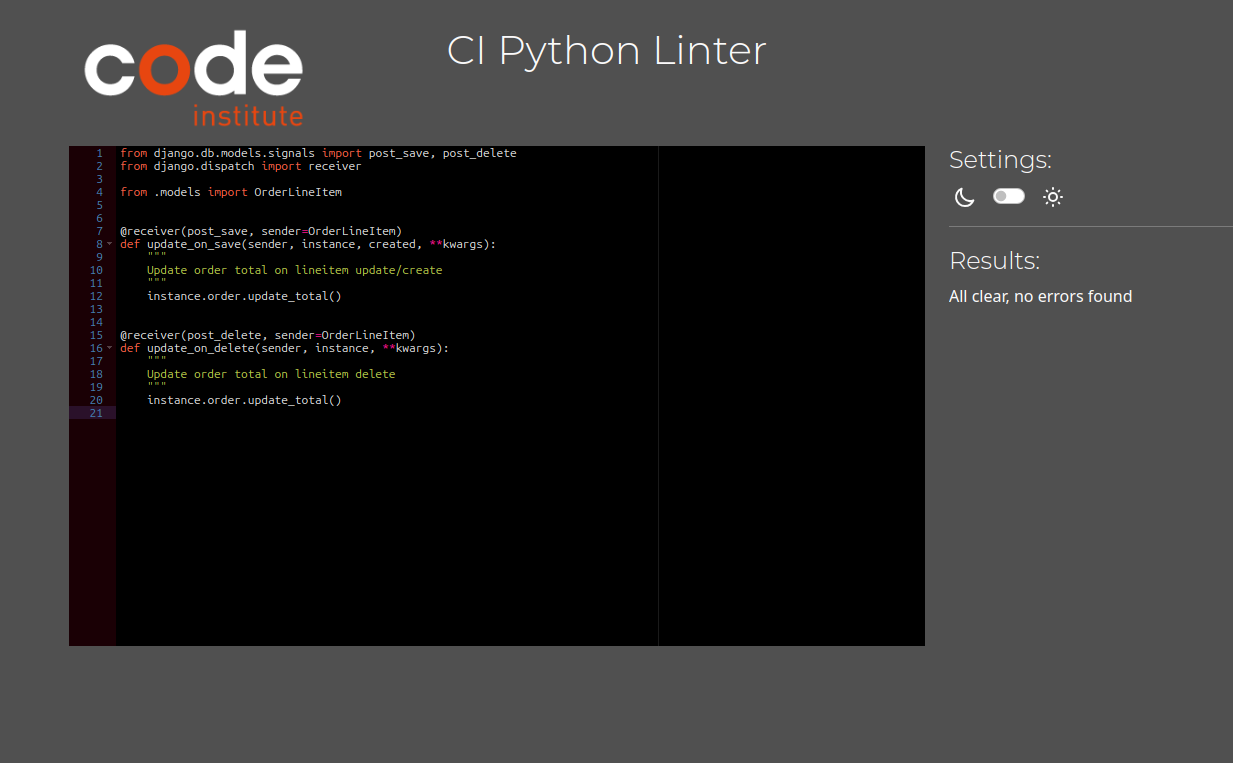 code
institute
CI Python Linter
1 from django.db.models.signals import post_save, post_delete
2 from django.dispatch import receiver
3
4 from .models import OrderLineItem
5
6
7 @receiver(post_save, sender=OrderLineItem)
8 def update_on_save(sender, instance, created, **kwargs):
9     """
10     Update order total on lineitem update/create
11     """
12     instance.order.update_total()
13
14
15 @receiver(post_delete, sender=OrderLineItem)
16 def update_on_delete(sender, instance, **kwargs):
17     """
18     Update order total on lineitem delete
19     """
20     instance.order.update_total()
21
Settings:
Results:
All clear, no errors found